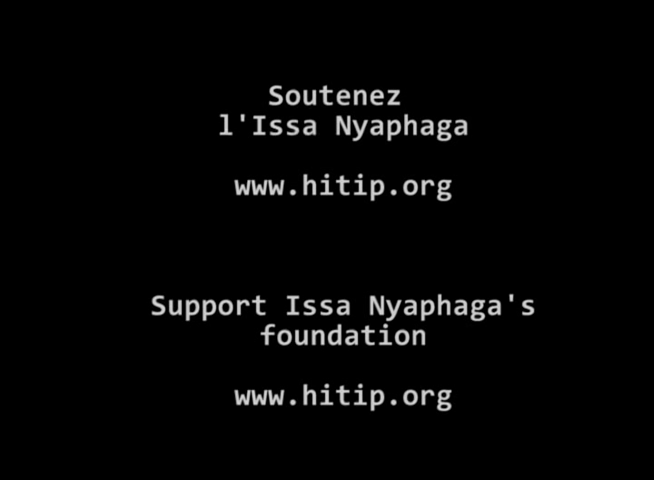 Soutenez
l'Issa Nyaphaga
www.hitip.org
Support Issa Nyaphaga's
foundation
www.hitip.org